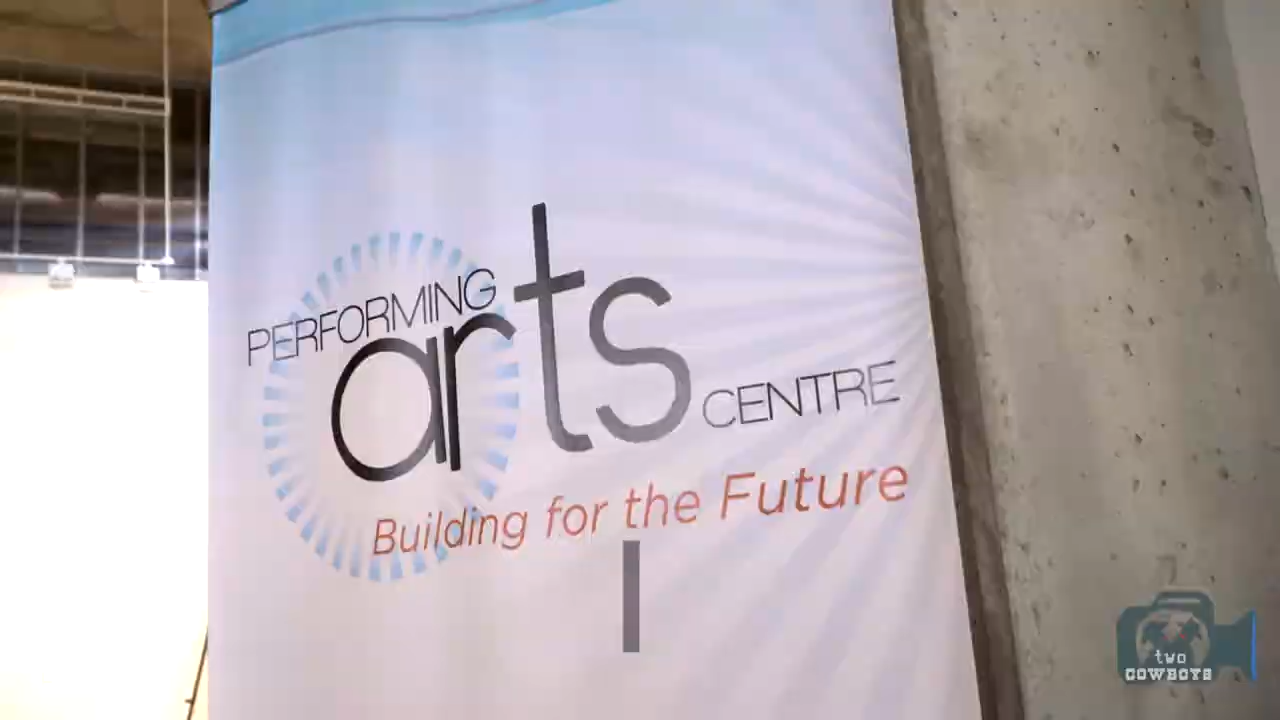 PERFORMING
arts CENTRE
Building for the Future
two
COWBOYS